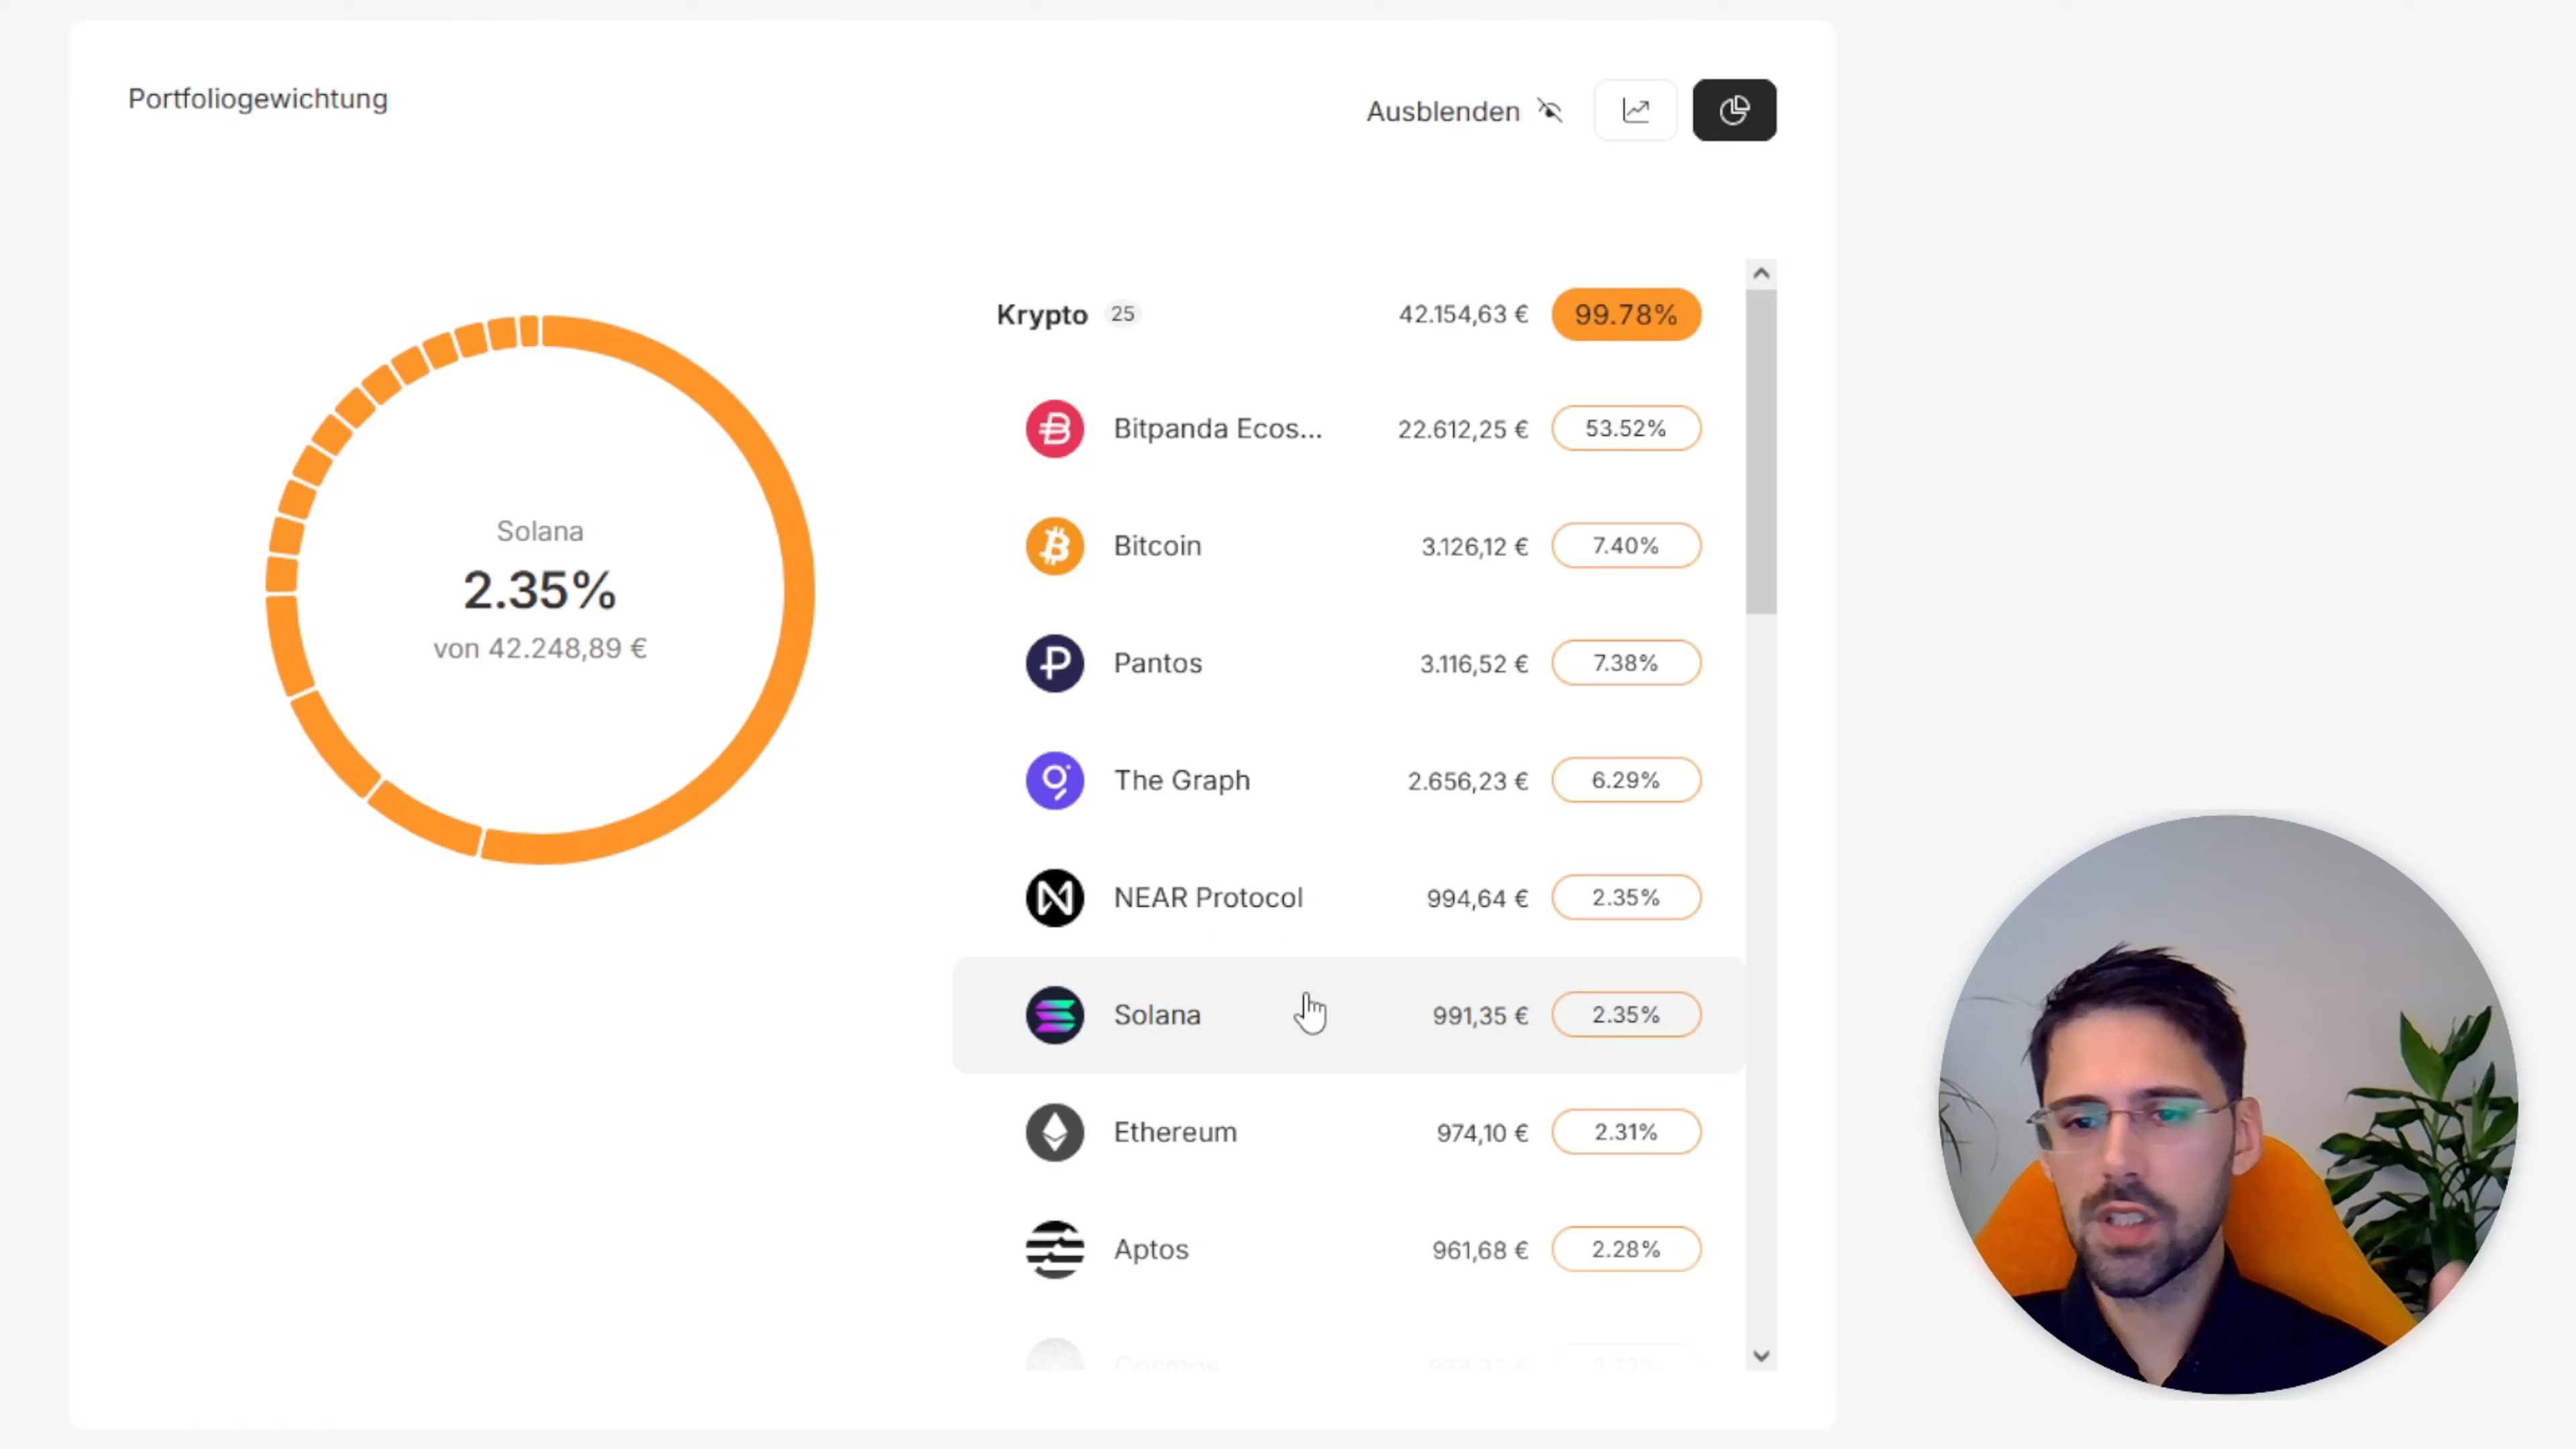 Portfoliogewichtung
Ausblenden
Solana
2.35%
von 42.248,89 €
Krypto 25 42.154,63 € 99.78%
Bitpanda Ecos... 22.612,25 € 53.52%
Bitcoin 3.126,12 € 7.40%
Pantos 3.116,52 € 7.38%
The Graph 2.656,23 € 6.29%
NEAR Protocol 994,64 € 2.35%
Solana 991,35 € 2.35%
Ethereum 974,10 € 2.31%
Aptos 961,68 € 2.28%
Cosmos